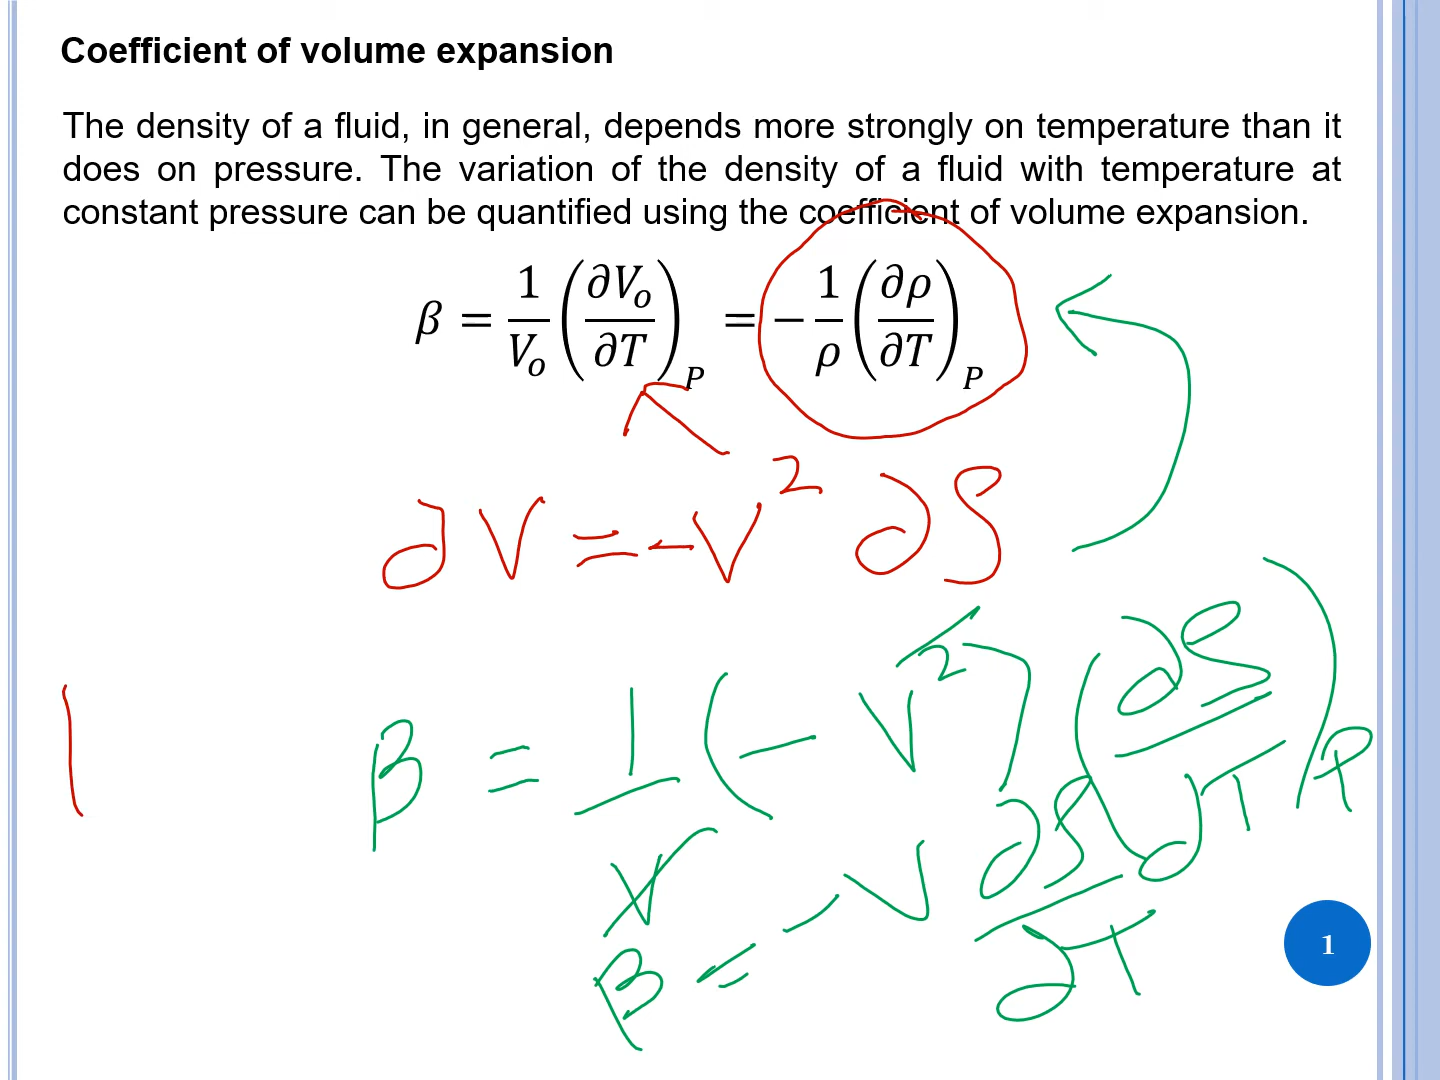 Coefficient of volume expansion
The density of a fluid, in general, depends more strongly on temperature than it
does on pressure. The variation of the density of a fluid with temperature at
constant pressure can be quantified using the coefficient of volume expansion.
β = 1/V₀ (∂V₀/∂T)_P = − 1/ρ (∂ρ/∂T)_P
∂V = −V² ∂ρ
β = 1/V (− V²) (∂ρ/∂T)_P
β = − V ∂ρ/∂T
1